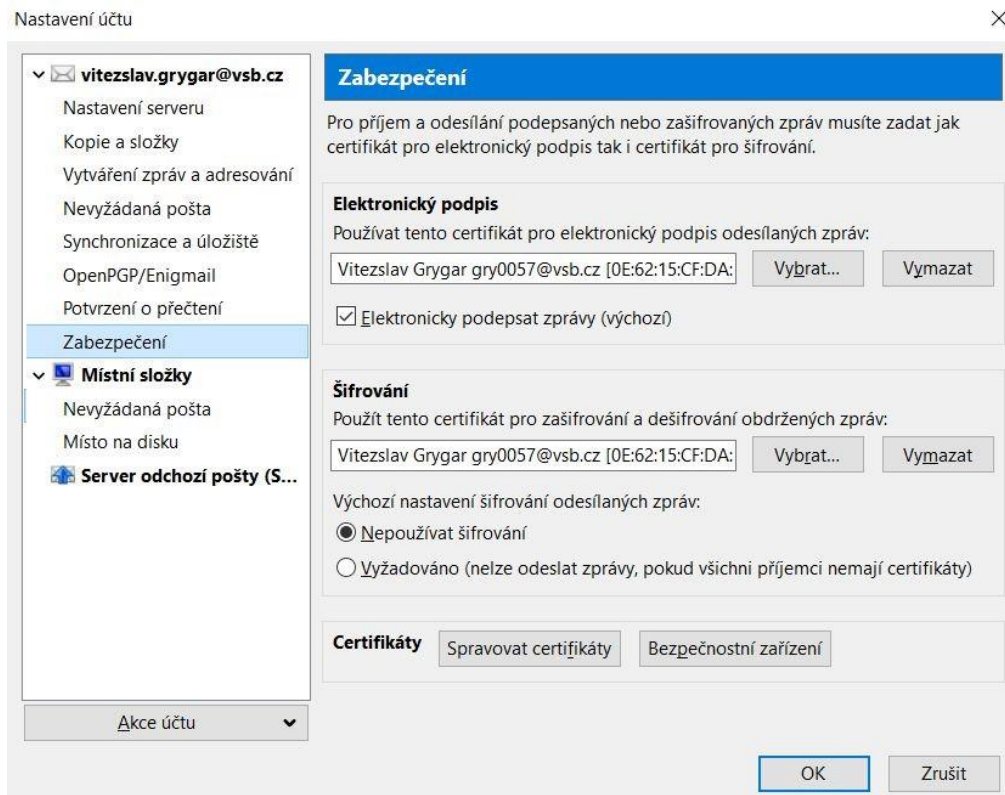 Nastavení účtu
vitezslav.grygar@vsb.cz
Nastavení serveru
Kopie a složky
Vytváření zpráv a adresování
Nevyžádaná pošta
Synchronizace a úložiště
OpenPGP/Enigmail
Potvrzení o přečtení
Zabezpečení
Místní složky
Nevyžádaná pošta
Místo na disku
Server odchozí pošty (S...
Akce účtu
Zabezpečení
Pro příjem a odesílání podepsaných nebo zašifrovaných zpráv musíte zadat jak
certifikát pro elektronický podpis tak i certifikát pro šifrování.
Elektronický podpis
Používat tento certifikát pro elektronický podpis odesílaných zpráv:
Vitezslav Grygar gry0057@vsb.cz [0E:62:15:CF:DA: Vybrat... Vymazat
Elektronicky podepsat zprávy (výchozí)
Šifrování
Použít tento certifikát pro zašifrování a dešifrování obdržených zpráv:
Vitezslav Grygar gry0057@vsb.cz [0E:62:15:CF:DA: Vybrat... Vymazat
Výchozí nastavení šifrování odesílaných zpráv:
Nepoužívat šifrování
Vyžadováno (nelze odeslat zprávy, pokud všichni příjemci nemají certifikáty)
Certifikáty Spravovat certifikáty Bezpečnostní zařízení
OK Zrušit